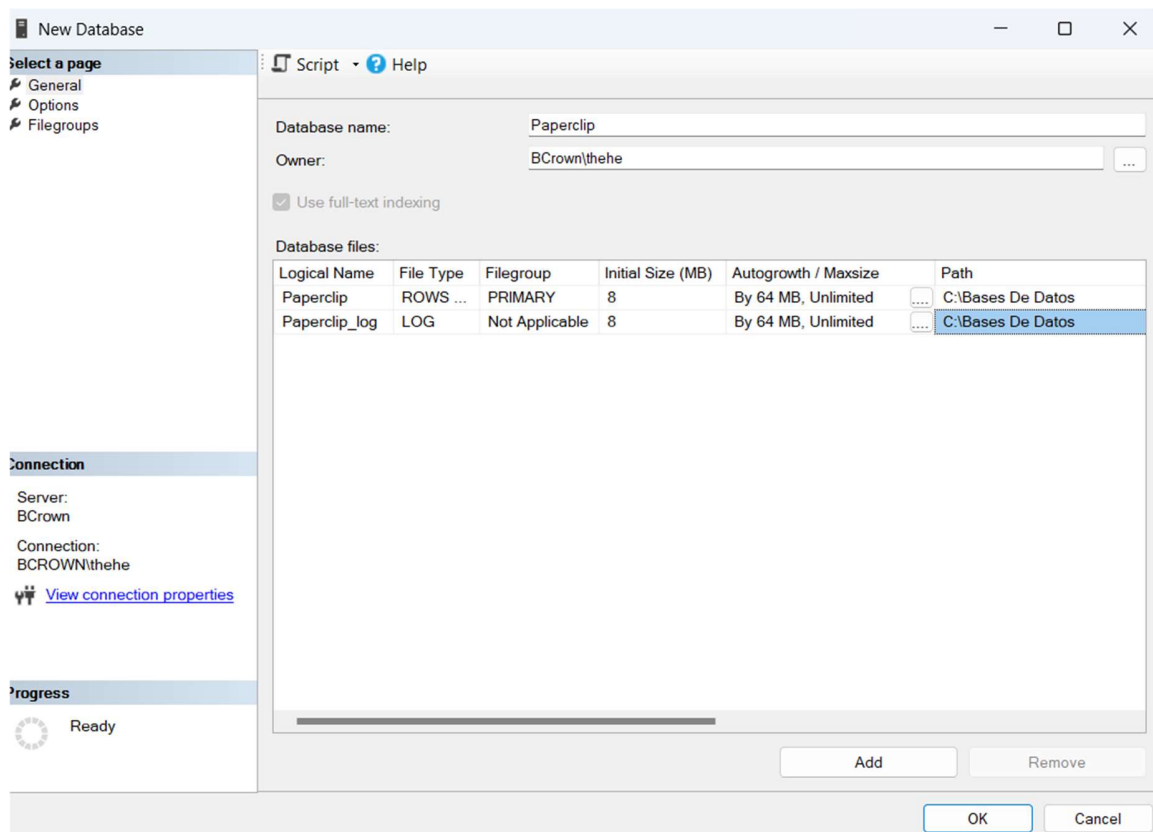 New Database
Select a page
General
Options
Filegroups
Script
Help
Database name:
Paperclip
Owner:
BCrown\thehe
...
Use full-text indexing
Database files:
Logical Name File Type Filegroup Initial Size (MB) Autogrowth / Maxsize Path
Paperclip ROWS ... PRIMARY 8 By 64 MB, Unlimited .... C:\Bases De Datos
Paperclip_log LOG Not Applicable 8 By 64 MB, Unlimited .... C:\Bases De Datos
Connection
Server:
BCrown
Connection:
BCROWN\thehe
View connection properties
Progress
Ready
Add
Remove
OK
Cancel